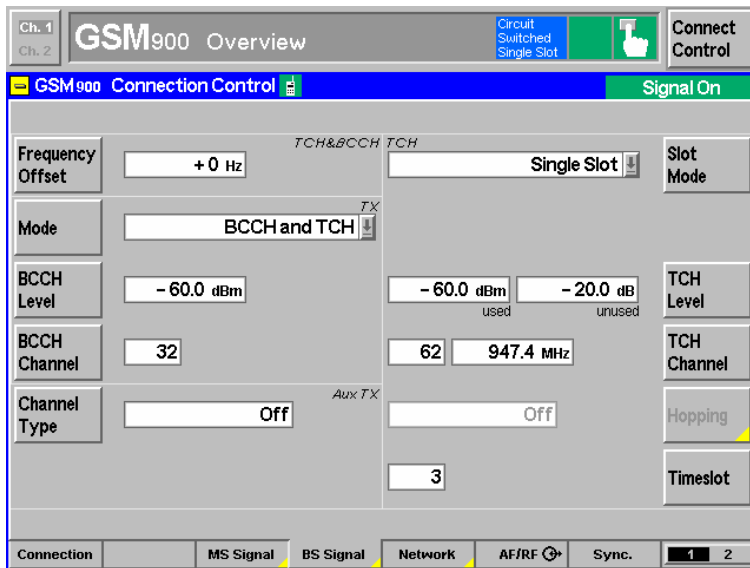 Ch. 1
Ch. 2
GSM900 Overview
Circuit
Switched
Single Slot
Connect
Control
GSM900 Connection Control
Signal On
TCH&BCCH
TCH
Frequency
Offset
+0 Hz
Single Slot
Slot
Mode
TX
Mode
BCCH and TCH
BCCH
Level
-60.0 dBm
-60.0 dBm
used
-20.0 dB
unused
TCH
Level
BCCH
Channel
32
62
947.4 MHz
TCH
Channel
Aux TX
Channel
Type
Off
Off
Hopping
3
Timeslot
Connection
MS Signal
BS Signal
Network
AF/RF
Sync.
1 2